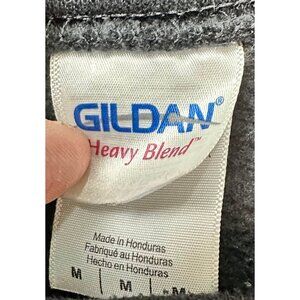 GILDAN®
Heavy Blend™
Made in Honduras
Fabriqué au Honduras
Hecho en Honduras
M M M